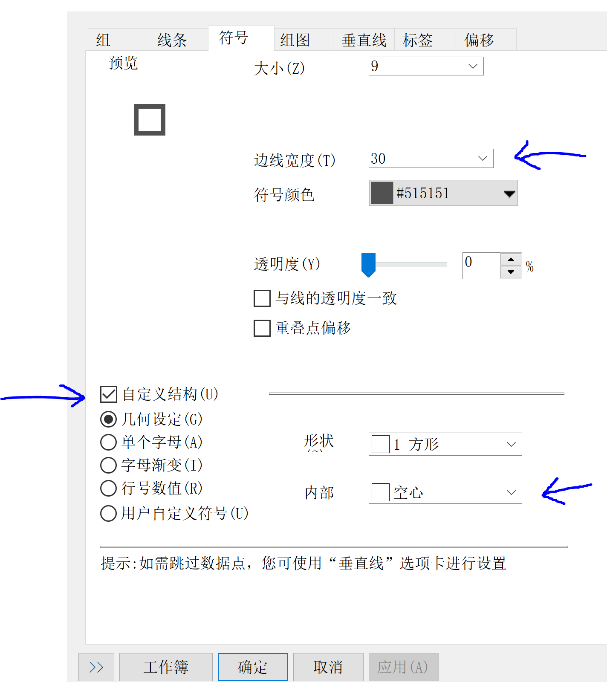 组 线条 符号 组图 垂直线 标签 偏移
预览
大小(Z) 9
边线宽度(T) 30
符号颜色 #515151
透明度(Y) 0 %
与线的透明度一致
重叠点偏移
自定义结构(U)
几何设定(G)
单个字母(A) 形状 1 方形
字母渐变(I)
行号数值(R) 内部 空心
用户自定义符号(U)
提示:如需跳过数据点，您可使用“垂直线”选项卡进行设置
>> 工作簿 确定 取消 应用(A)